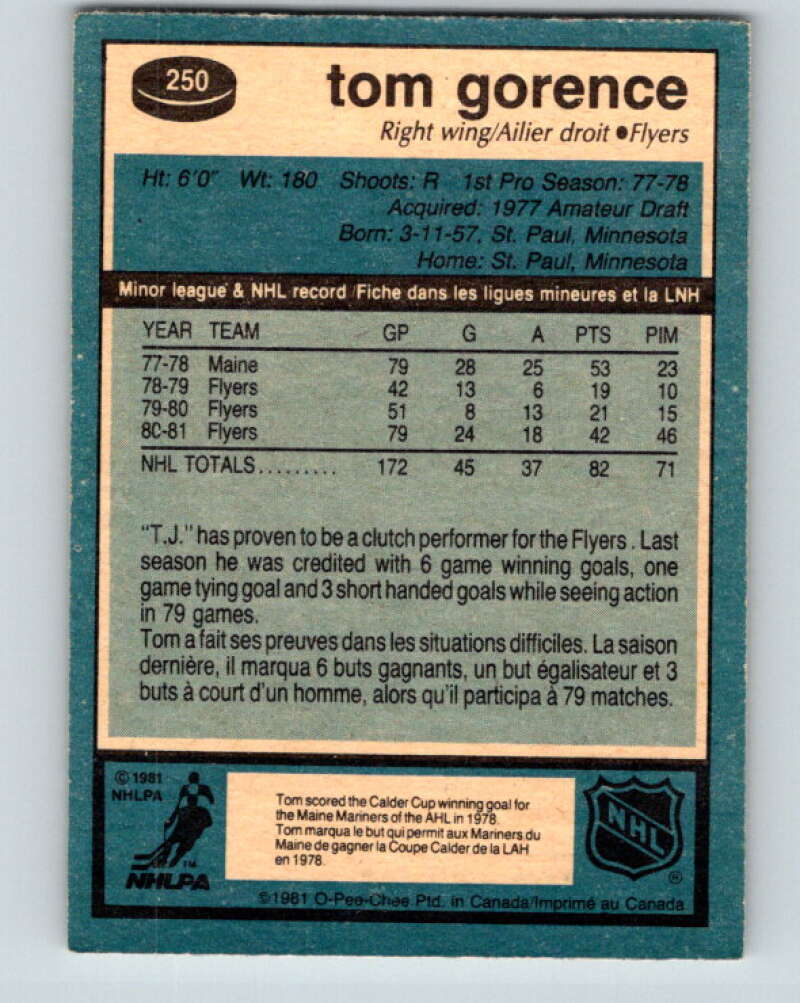 250
tom gorence
Right wing/Ailier droit ●Flyers
Ht: 6'0" Wt: 180 Shoots: R 1st Pro Season: 77-78
Acquired: 1977 Amateur Draft
Born: 3-11-57, St. Paul, Minnesota
Home: St. Paul, Minnesota
Minor league & NHL record/Fiche dans les ligues mineures et la LNH
YEAR TEAM GP G A PTS PIM
77-78 Maine 79 28 25 53 23
78-79 Flyers 42 13 6 19 10
79-80 Flyers 51 8 13 21 15
80-81 Flyers 79 24 18 42 46
NHL TOTALS......... 172 45 37 82 71
"T.J." has proven to be a clutch performer for the Flyers. Last
season he was credited with 6 game winning goals, one
game tying goal and 3 short handed goals while seeing action
in 79 games.
Tom a fait ses preuves dans les situations difficiles. La saison
dernière, il marqua 6 buts gagnants, un but égalisateur et 3
buts à court d'un homme, alors qu'il participa à 79 matches.
© 1981
NHLPA
Tom scored the Calder Cup winning goal for
the Maine Mariners of the AHL in 1978.
Tom marqua le but qui permit aux Mariners du
Maine de gagner la Coupe Calder de la LAH
en 1978.
NHL
®
™
NHLPA
©1981 O-Pee-Chee Ptd. in Canada/Imprimé au Canada